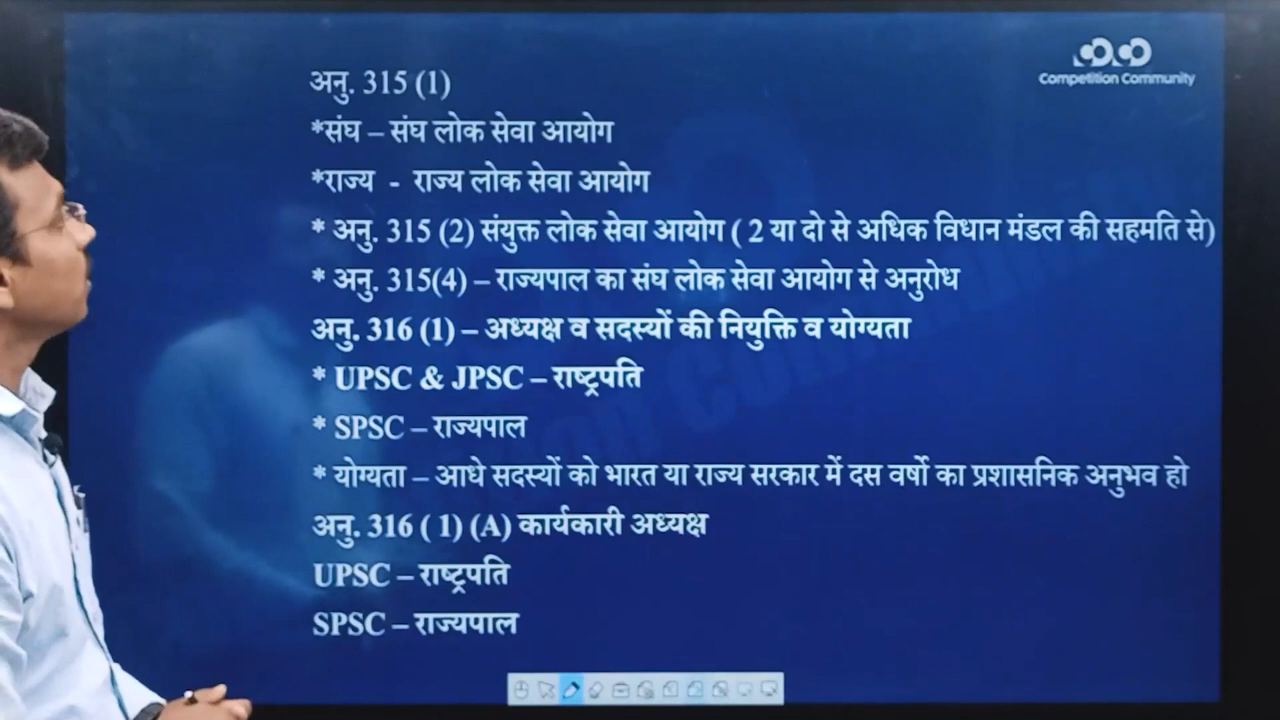 Competition Community
अनु. 315 (1)
*संघ – संघ लोक सेवा आयोग
*राज्य - राज्य लोक सेवा आयोग
* अनु. 315 (2) संयुक्त लोक सेवा आयोग ( 2 या दो से अधिक विधान मंडल की सहमति से)
* अनु. 315(4) – राज्यपाल का संघ लोक सेवा आयोग से अनुरोध
अनु. 316 (1) – अध्यक्ष व सदस्यों की नियुक्ति व योग्यता
* UPSC & JPSC – राष्ट्रपति
* SPSC – राज्यपाल
* योग्यता – आधे सदस्यों को भारत या राज्य सरकार में दस वर्षो का प्रशासनिक अनुभव हो
अनु. 316 ( 1) (A) कार्यकारी अध्यक्ष
UPSC – राष्ट्रपति
SPSC – राज्यपाल